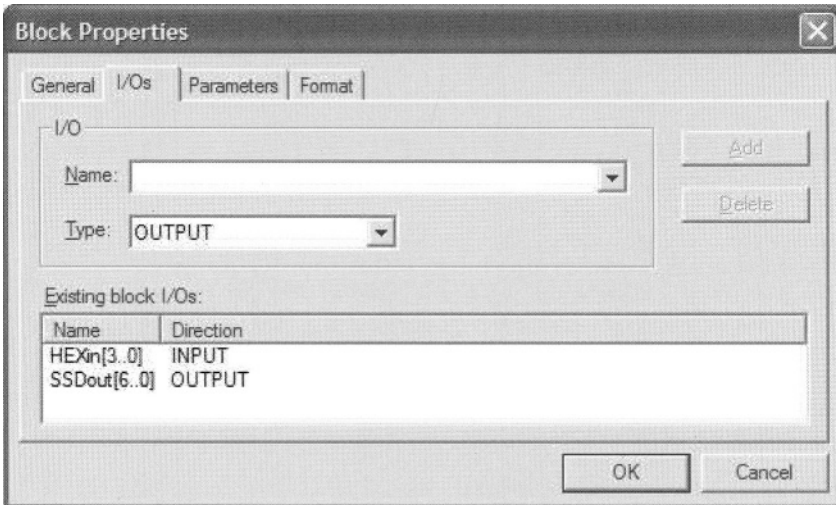 Block Properties
General I/Os Parameters Format
I/O
Name:
Add
Type: OUTPUT
Delete
Existing block I/Os:
Name Direction
HEXin[3..0] INPUT
SSDout[6..0] OUTPUT
OK Cancel